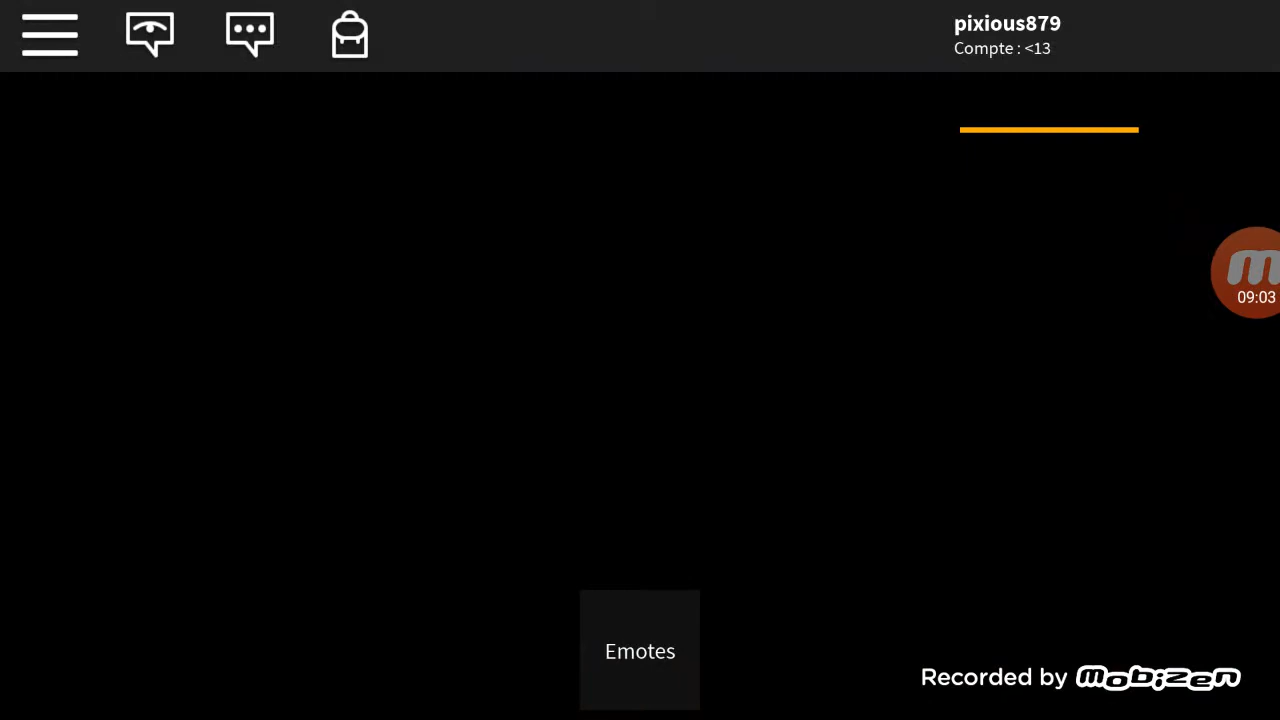 pixious879
Compte : <13
09:03
Emotes
Recorded by mobizen